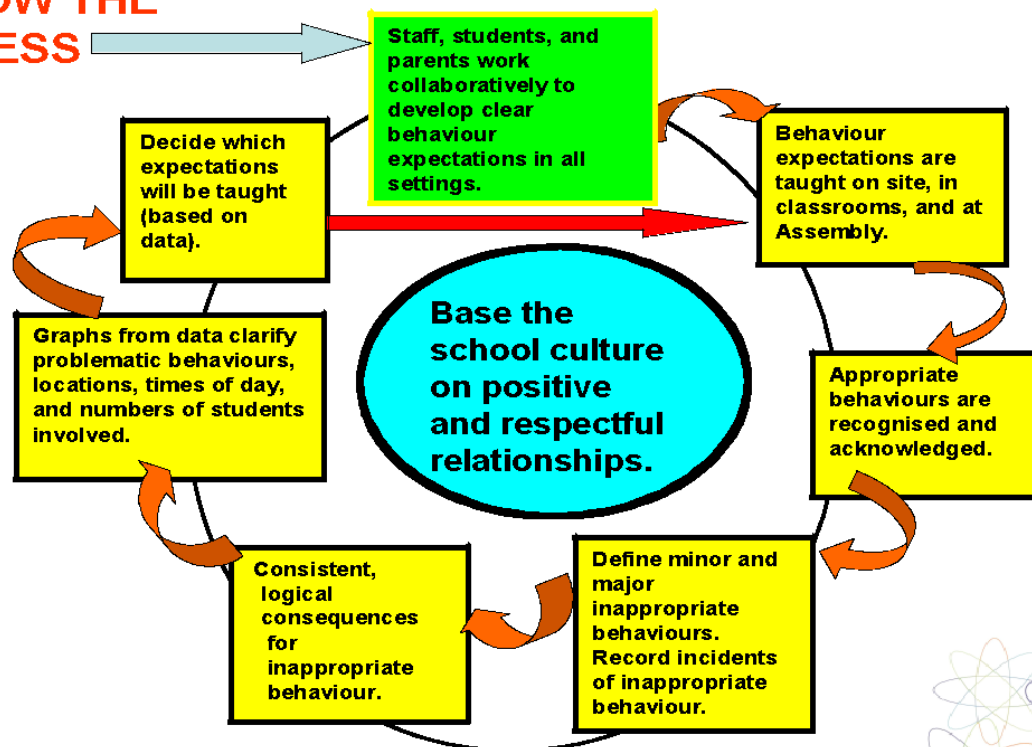 OW THE
ESS
Staff, students, and
parents work
collaboratively to
develop clear
behaviour
expectations in all
settings.
Behaviour
expectations are
taught on site, in
classrooms, and at
Assembly.
Appropriate
behaviours are
recognised and
acknowledged.
Define minor and
major
inappropriate
behaviours.
Record incidents
of inappropriate
behaviour.
Consistent,
logical
consequences
for
inappropriate
behaviour.
Graphs from data clarify
problematic behaviours,
locations, times of day,
and numbers of students
involved.
Decide which
expectations
will be taught
(based on
data).
Base the
school culture
on positive
and respectful
relationships.